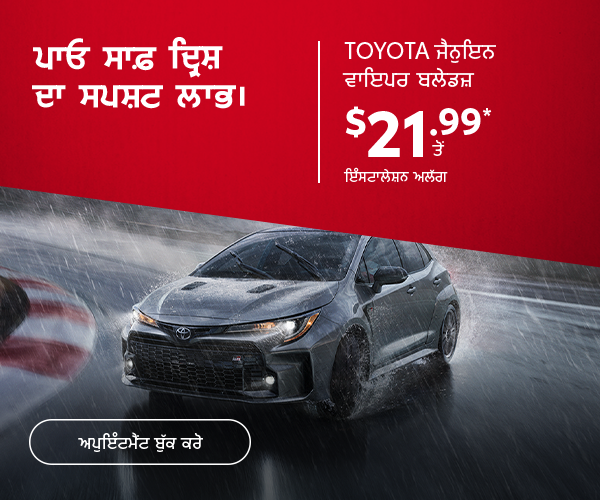 ਪਾਓ ਸਾਫ਼ ਦ੍ਰਿਸ਼
ਦਾ ਸਪਸ਼ਟ ਲਾਭ।
TOYOTA ਜੈਨੁਇਨ
ਵਾਇਪਰ ਬਲੇਡਜ਼
$21.99*
ਤੋਂ
ਇੰਸਟਾਲੇਸ਼ਨ ਅਲੱਗ
ਅਪੁਇੰਟਮੈਂਟ ਬੁੱਕ ਕਰੋ